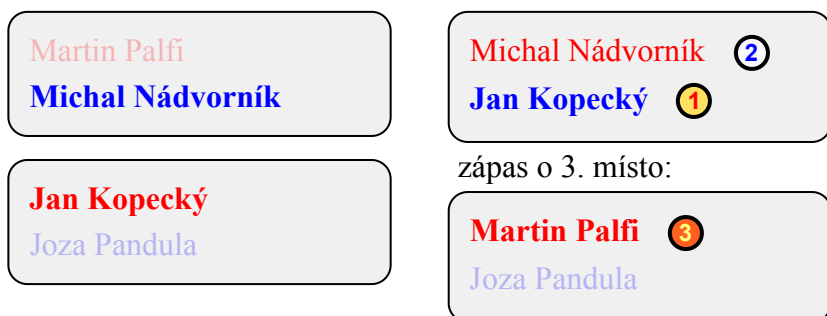 Martin Palfi
Michal Nádvorník
Jan Kopecký
Joza Pandula
Michal Nádvorník 2
Jan Kopecký 1
zápas o 3. místo:
Martin Palfi 3
Joza Pandula